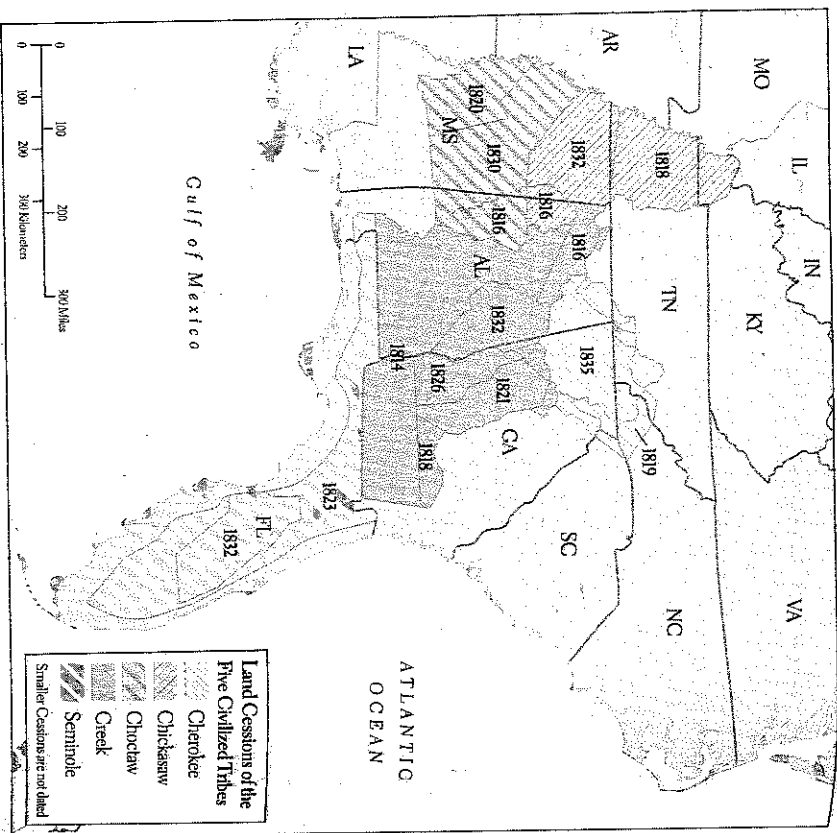 MO
IL
IN
KY
VA
AR
TN
NC
1818
1819
1832
1816
1816
1835
SC
LA
1820
MS
1830
1816
AL
1832
1821
GA
1826
1814
1818
1823
FL
1832
Gulf of Mexico
ATLANTIC
OCEAN
0 100 200 300 Miles
0 100 200 300 Kilometers
Land Cessions of the
Five Civilized Tribes
Cherokee
Chickasaw
Choctaw
Creek
Seminole
Smaller Cessions are not dated